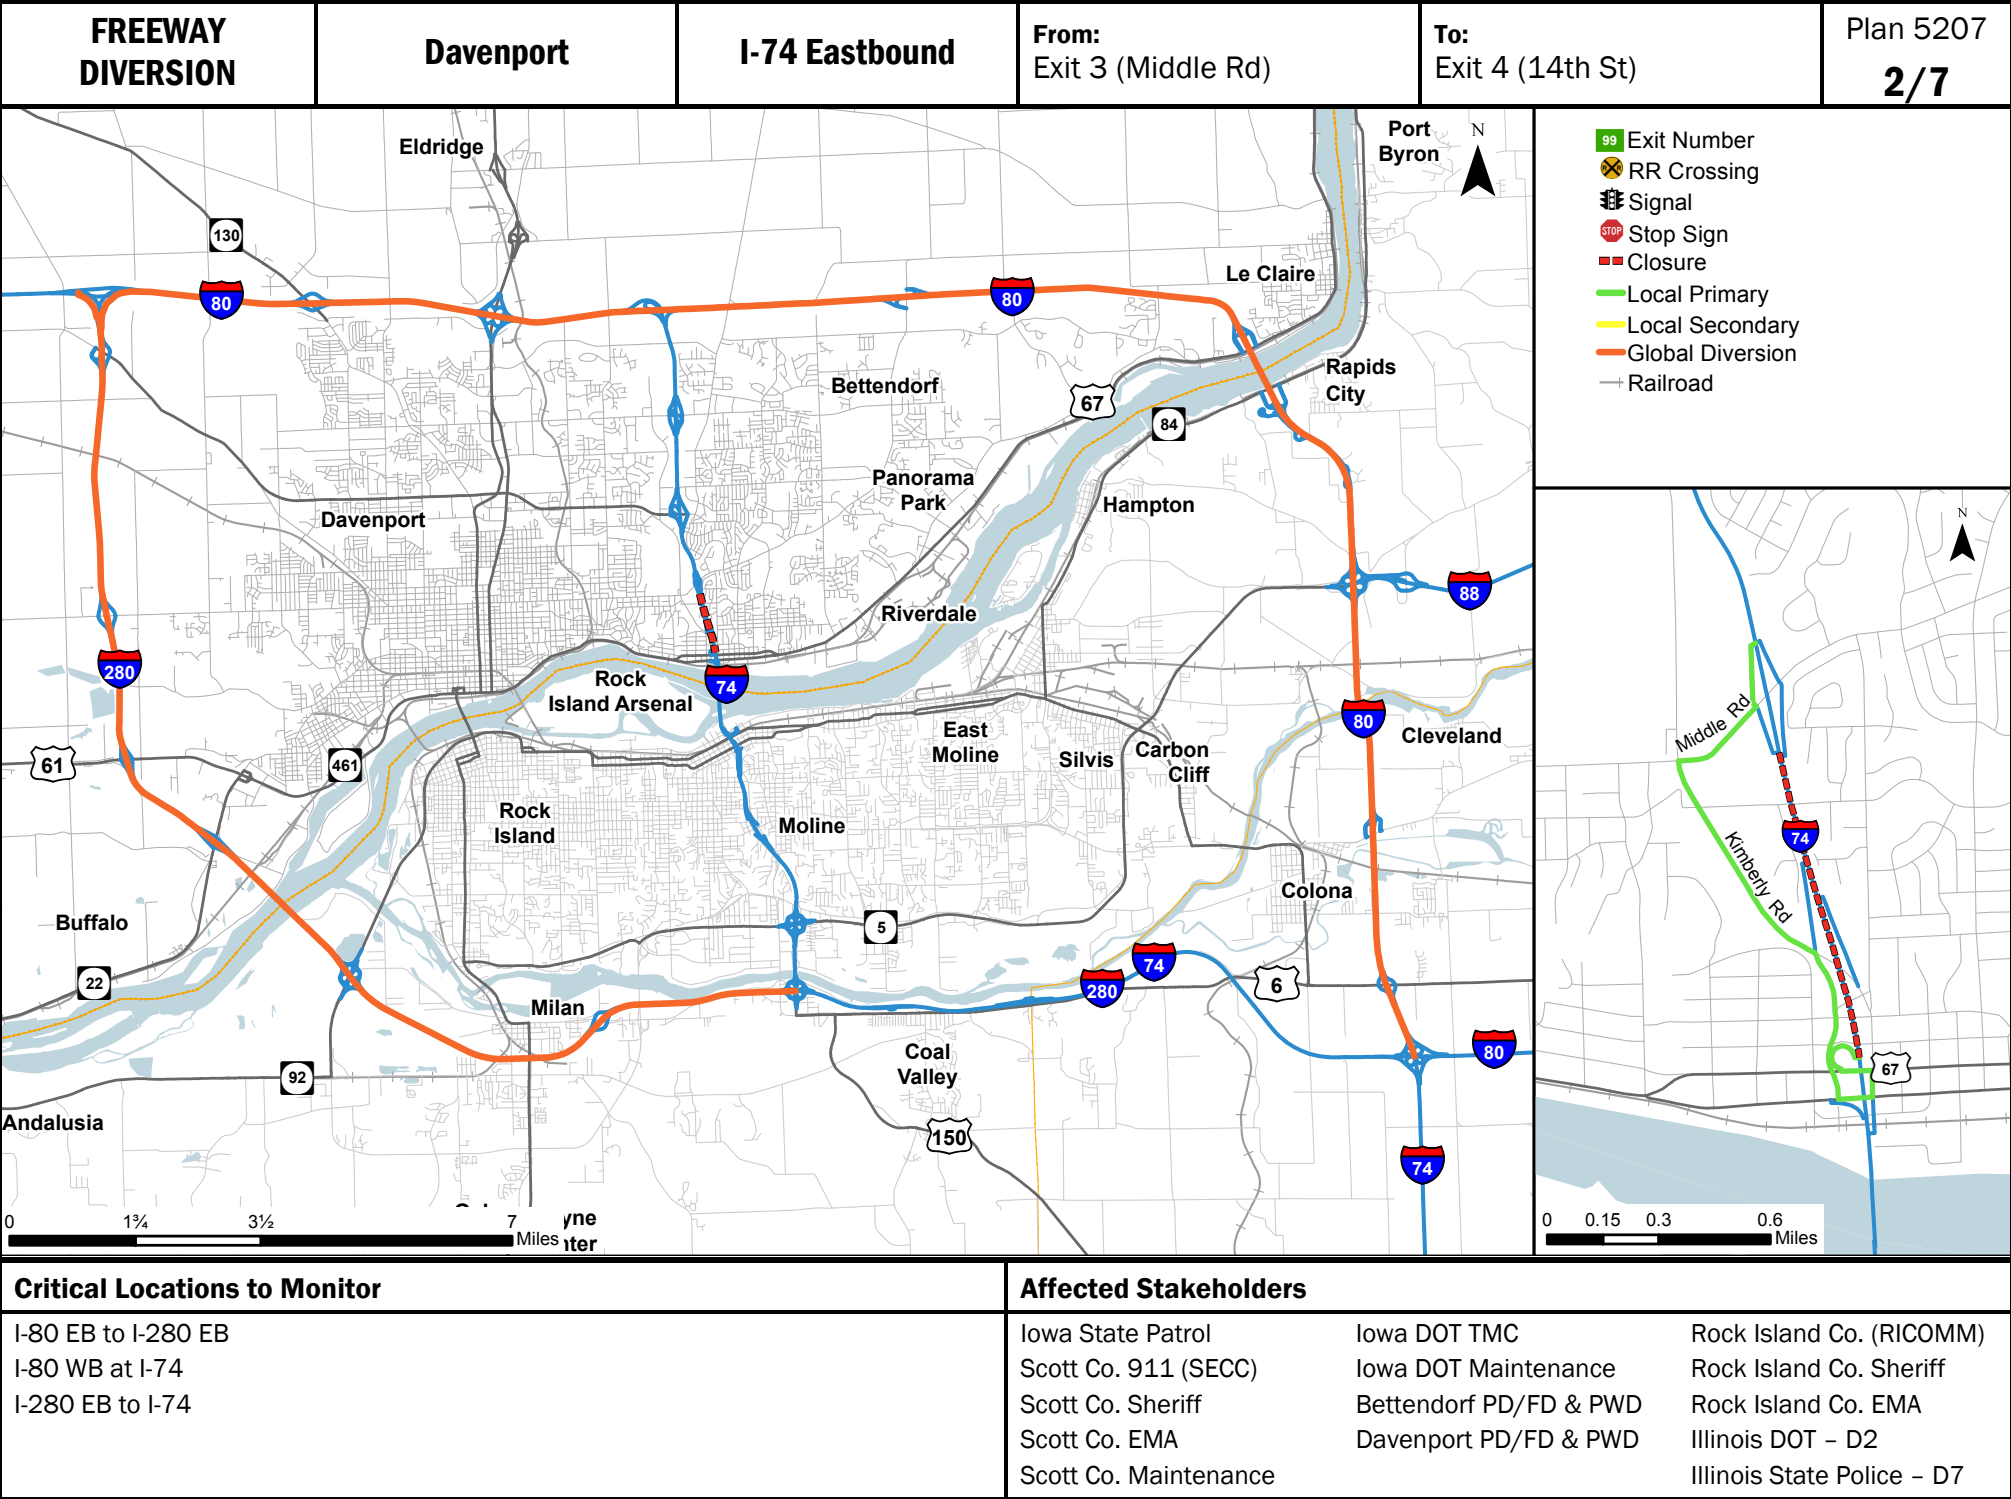 FREEWAY
DIVERSION
Davenport
I-74 Eastbound
From:
Exit 3 (Middle Rd)
To:
Exit 4 (14th St)
Plan 5207
2/7
Eldridge
Port
Byron
N
130
80
80
Le Claire
Rapids
City
Bettendorf
67
84
Panorama
Park
Hampton
Davenport
88
Riverdale
280
Rock
Island Arsenal
74
80
Cleveland
East
Moline
Silvis
Carbon
Cliff
61
461
Rock
Island
Moline
Colona
Buffalo
5
74
22
280
6
Milan
Coal
Valley
80
92
Andalusia
150
74
yne
nter
0
1¾
3½
7
Miles
99
Exit Number
RR Crossing
Signal
STOP
Stop Sign
Closure
Local Primary
Local Secondary
Global Diversion
Railroad
N
Middle Rd
74
Kimberly Rd
67
0
0.15
0.3
0.6
Miles
Critical Locations to Monitor
I-80 EB to I-280 EB
I-80 WB at I-74
I-280 EB to I-74
Affected Stakeholders
Iowa State Patrol
Scott Co. 911 (SECC)
Scott Co. Sheriff
Scott Co. EMA
Scott Co. Maintenance
Iowa DOT TMC
Iowa DOT Maintenance
Bettendorf PD/FD & PWD
Davenport PD/FD & PWD
Rock Island Co. (RICOMM)
Rock Island Co. Sheriff
Rock Island Co. EMA
Illinois DOT – D2
Illinois State Police – D7